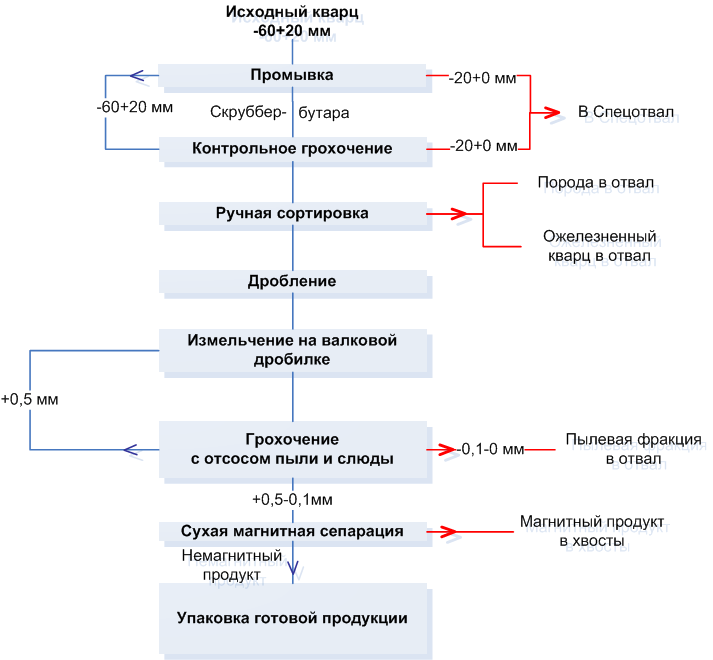 Исходный кварц
-60+20 мм
Промывка
-20+0 мм
-60+20 мм
Скруббер-бутара
В Спецотвал
Контрольное грохочение
-20+0 мм
Порода в отвал
Ручная сортировка
Ожелезненный
кварц в отвал
Дробление
Измельчение на валковой
дробилке
+0,5 мм
Грохочение
с отсосом пыли и слюды
-0,1-0 мм
Пылевая фракция
в отвал
+0,5-0,1мм
Сухая магнитная сепарация
Магнитный продукт
в хвосты
Немагнитный
продукт
Упаковка готовой продукции